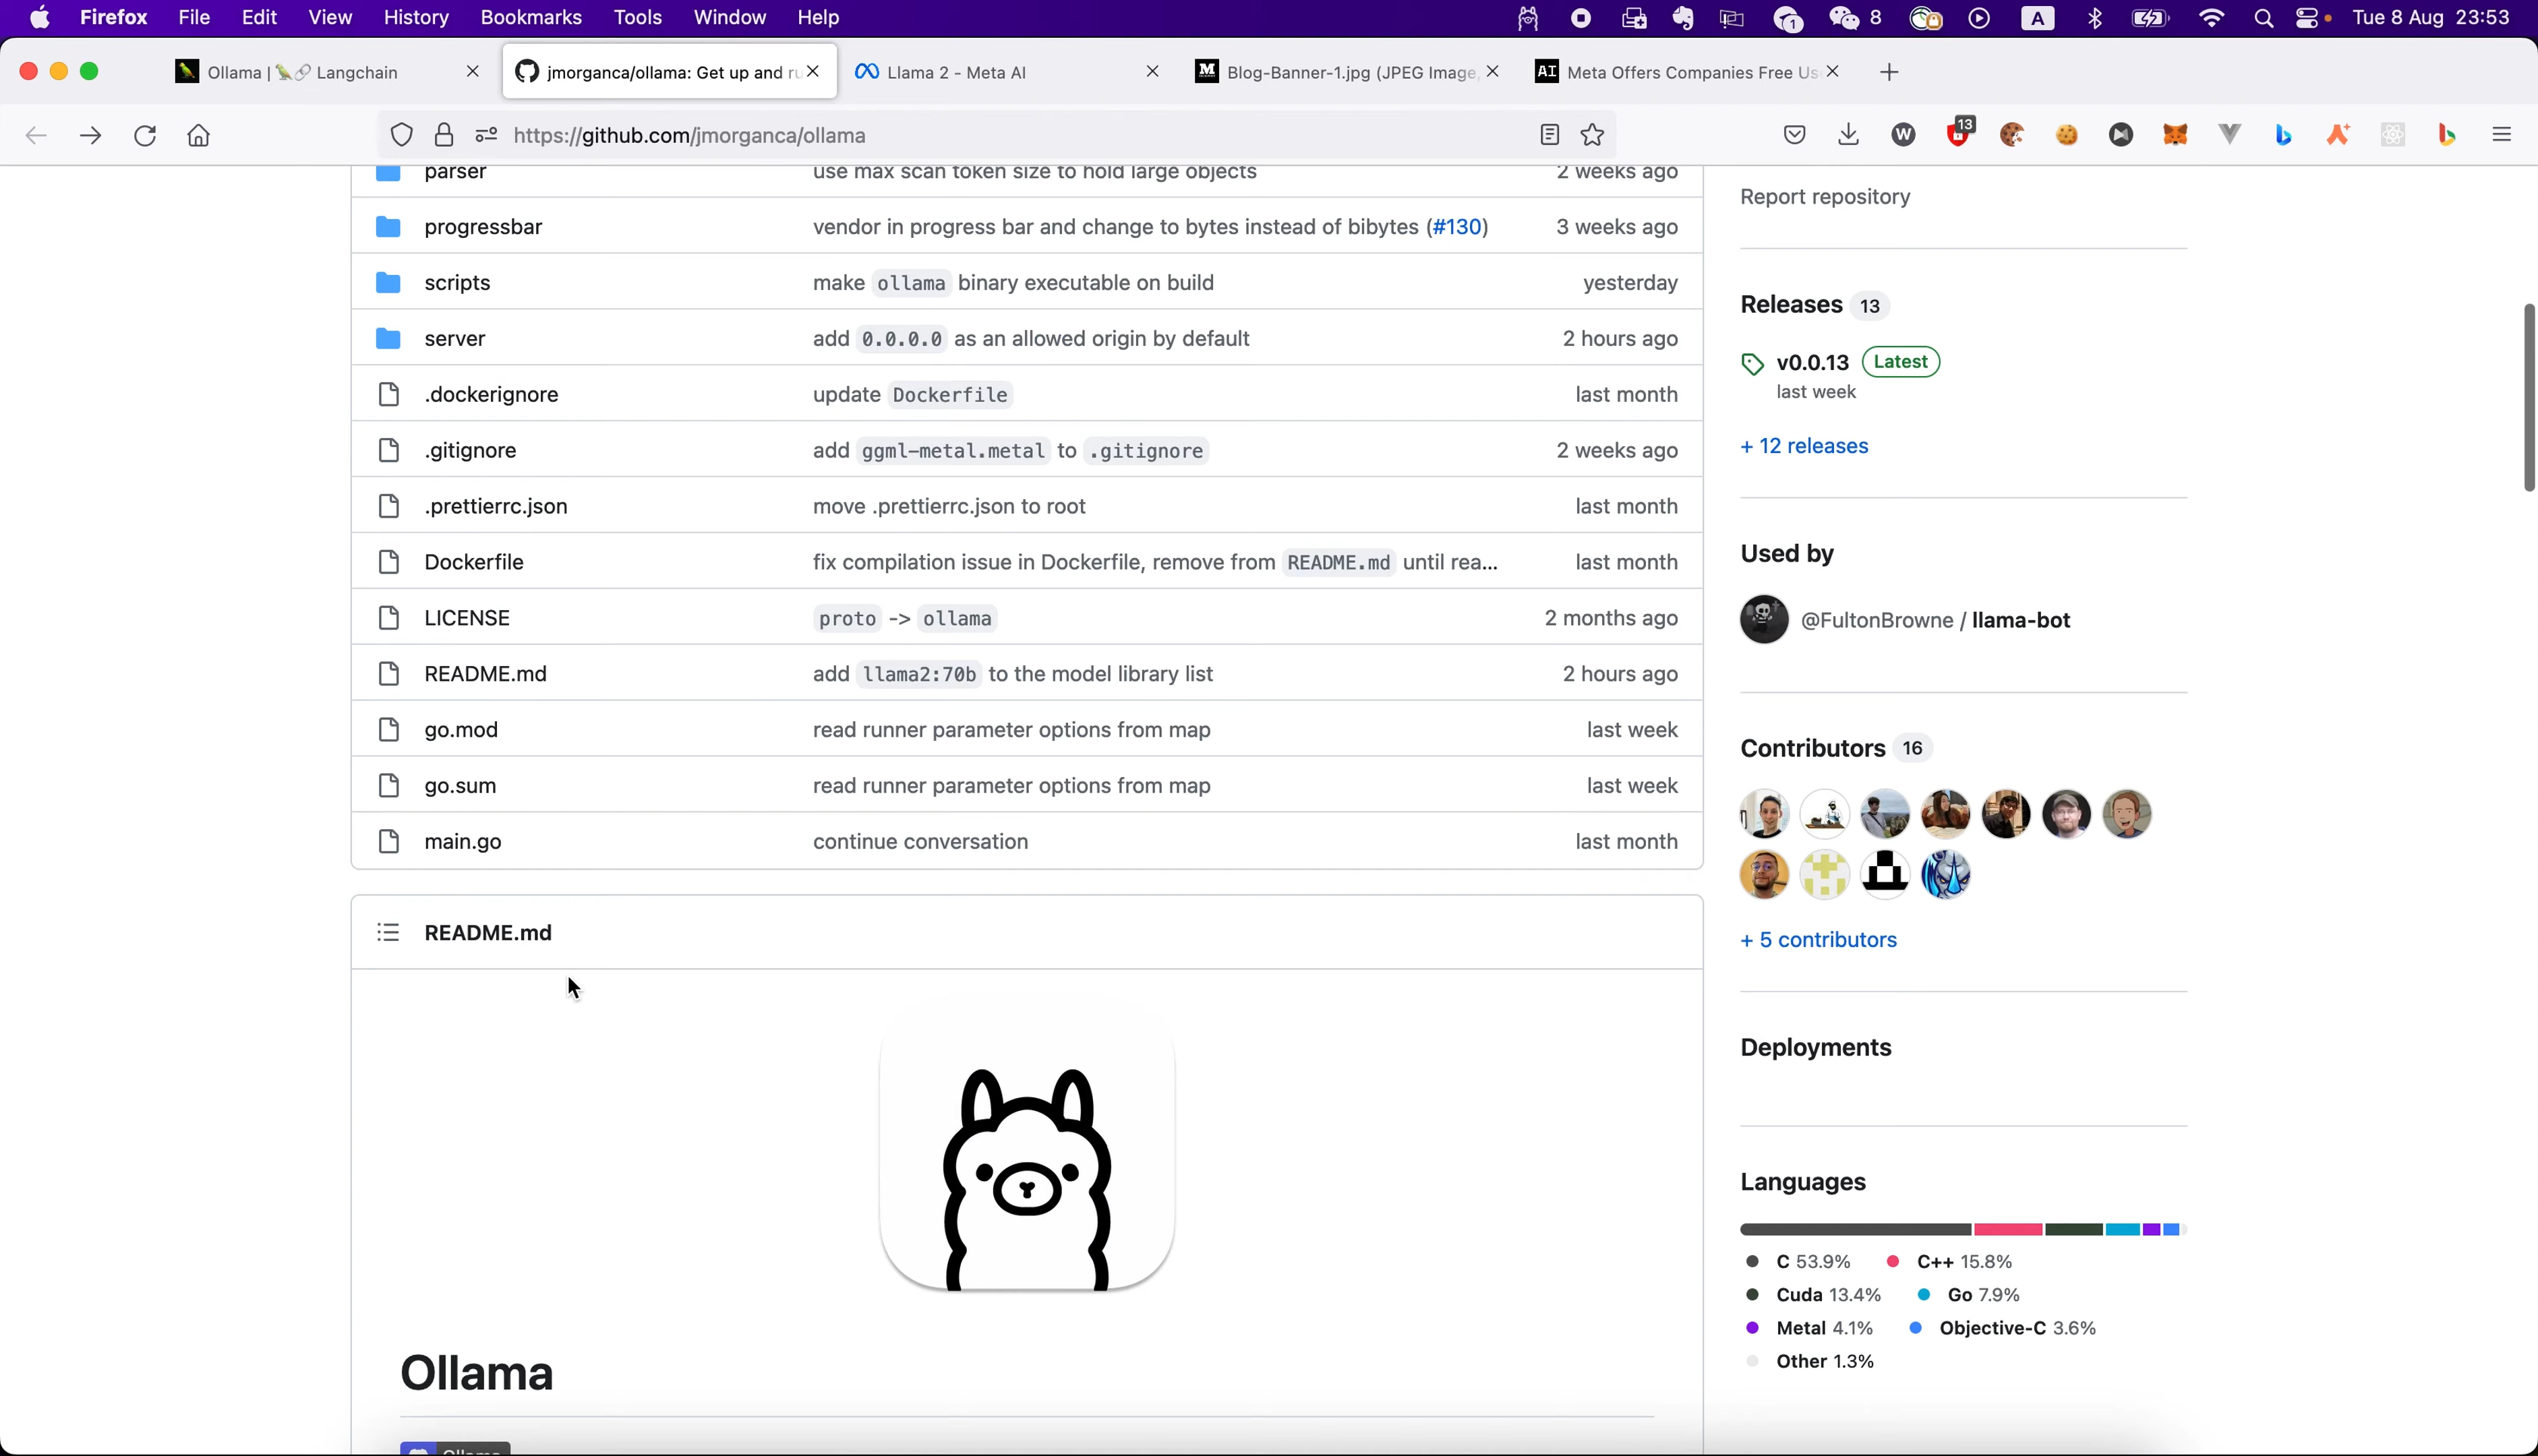 Firefox File Edit View History Bookmarks Tools Window Help 1 8 A Tue 8 Aug 23:53
Ollama | 🦜🔗 Langchain jmorganca/ollama: Get up and ru Llama 2 - Meta AI M Blog-Banner-1.jpg (JPEG Image, AI Meta Offers Companies Free Us
https://github.com/jmorganca/ollama W 13
parser use max scan token size to hold large objects 2 weeks ago
progressbar vendor in progress bar and change to bytes instead of bibytes (#130) 3 weeks ago
scripts make ollama binary executable on build yesterday
server add 0.0.0.0 as an allowed origin by default 2 hours ago
.dockerignore update Dockerfile last month
.gitignore add ggml-metal.metal to .gitignore 2 weeks ago
.prettierrc.json move .prettierrc.json to root last month
Dockerfile fix compilation issue in Dockerfile, remove from README.md until rea... last month
LICENSE proto -> ollama 2 months ago
README.md add llama2:70b to the model library list 2 hours ago
go.mod read runner parameter options from map last week
go.sum read runner parameter options from map last week
main.go continue conversation last month
README.md
Ollama
Ollama
Report repository
Releases 13
v0.0.13 Latest
last week
+ 12 releases
Used by
@FultonBrowne / llama-bot
Contributors 16
+ 5 contributors
Deployments
Languages
C 53.9% C++ 15.8%
Cuda 13.4% Go 7.9%
Metal 4.1% Objective-C 3.6%
Other 1.3%